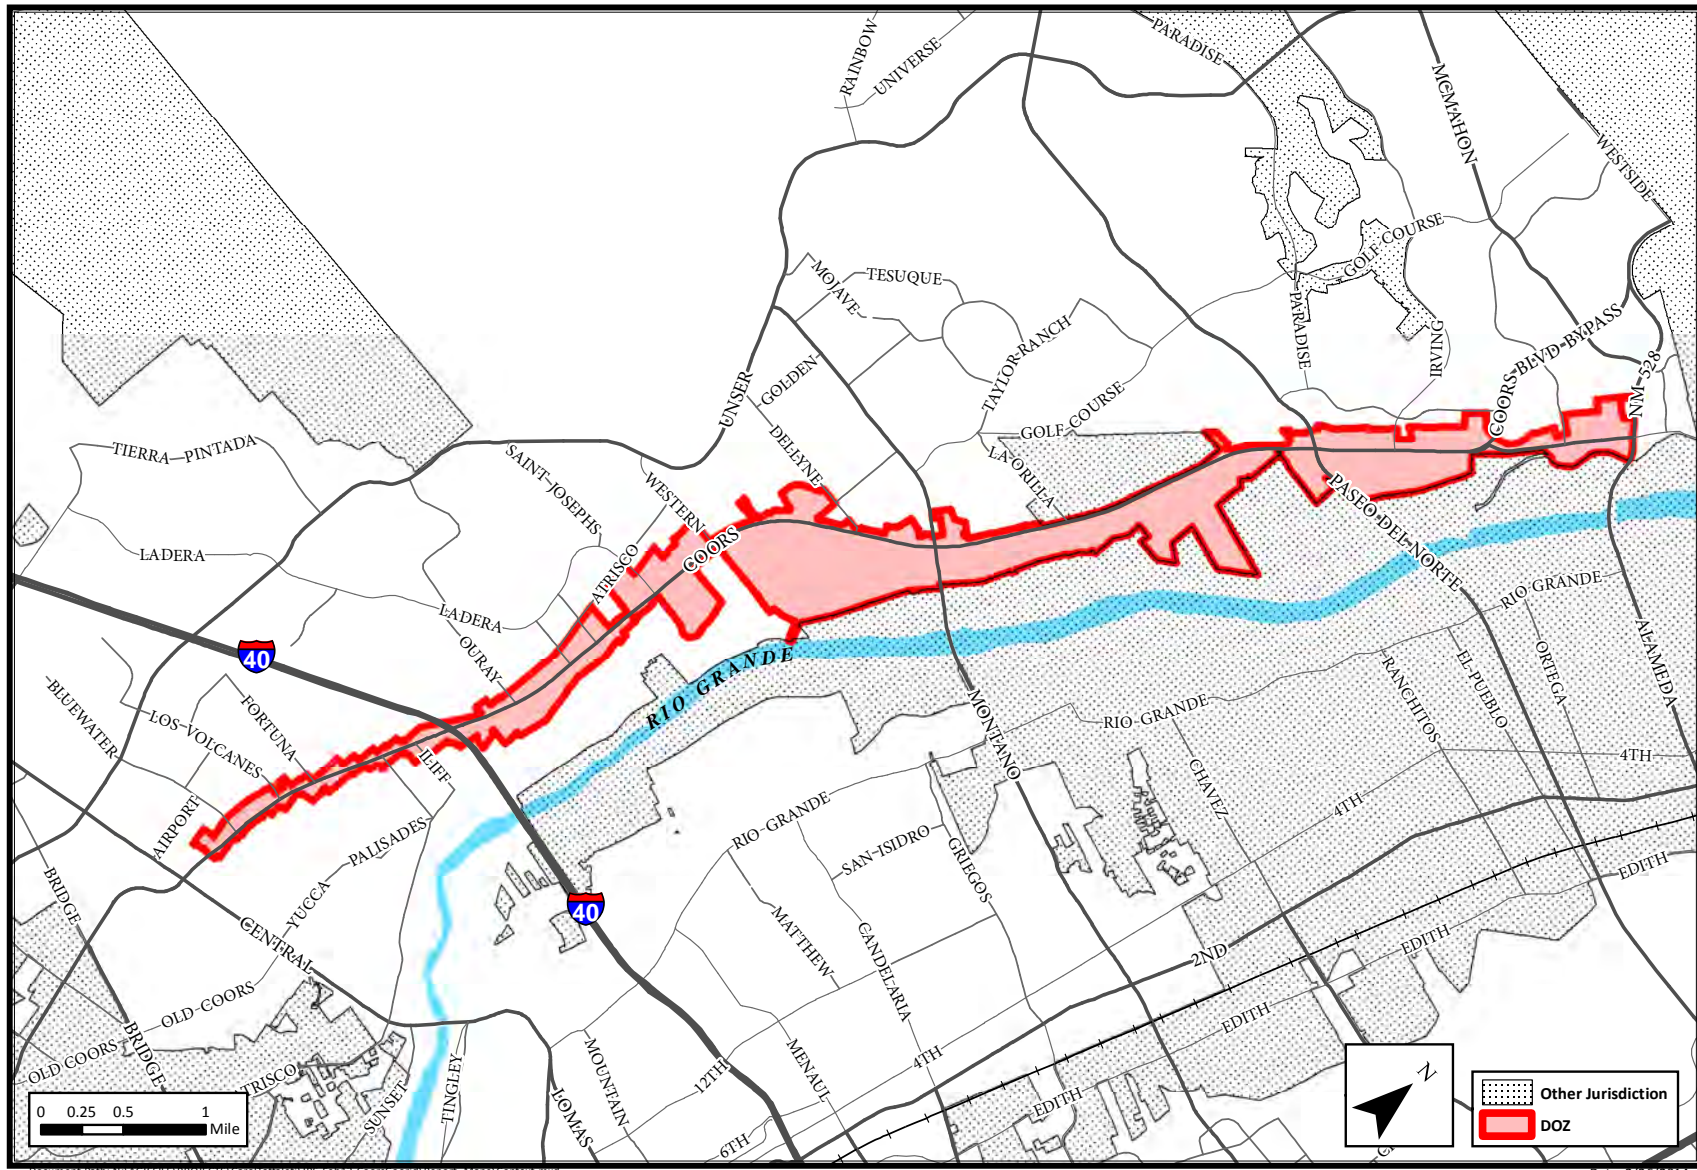 RAINBOW
UNIVERSE
PARADISE
MCMAHON
WESTSIDE
MOJAVE
TESUQUE
GOLF COURSE
PARADISE
IRVING
COORS BLVD BYPASS
NM 528
UNSER
GOLDEN
DELLYNE
TAYLOR RANCH
GOLF COURSE
LA ORILLA
TIERRA PINTADA
SAINT JOSEPHS
WESTERN
COORS
ATRISCO
LADERA
LADERA
OURAY
40
PASEO DEL NORTE
RIO GRANDE
RIO GRANDE
ALAMEDA
ORTEGA
EL PUEBLO
RANCHITOS
4TH
BLUEWATER
LOS VOLCANES
FORTUNA
ILIFF
AIRPORT
PALISADES
YUCCA
MONTANO
RIO GRANDE
CHAVEZ
4TH
RIO GRANDE
SAN ISIDRO
GRIEGOS
MATTHEW
CANDELARIA
40
BRIDGE
CENTRAL
OLD COORS
OLD COORS
BRIDGE
TRISCO
SUNSET
TINGLEY
LOMAS
MOUNTAIN
12TH
MENAUL
6TH
4TH
2ND
EDITH
EDITH
EDITH
EDITH
N
0 0.25 0.5 1
Mile
Other Jurisdiction
DOZ